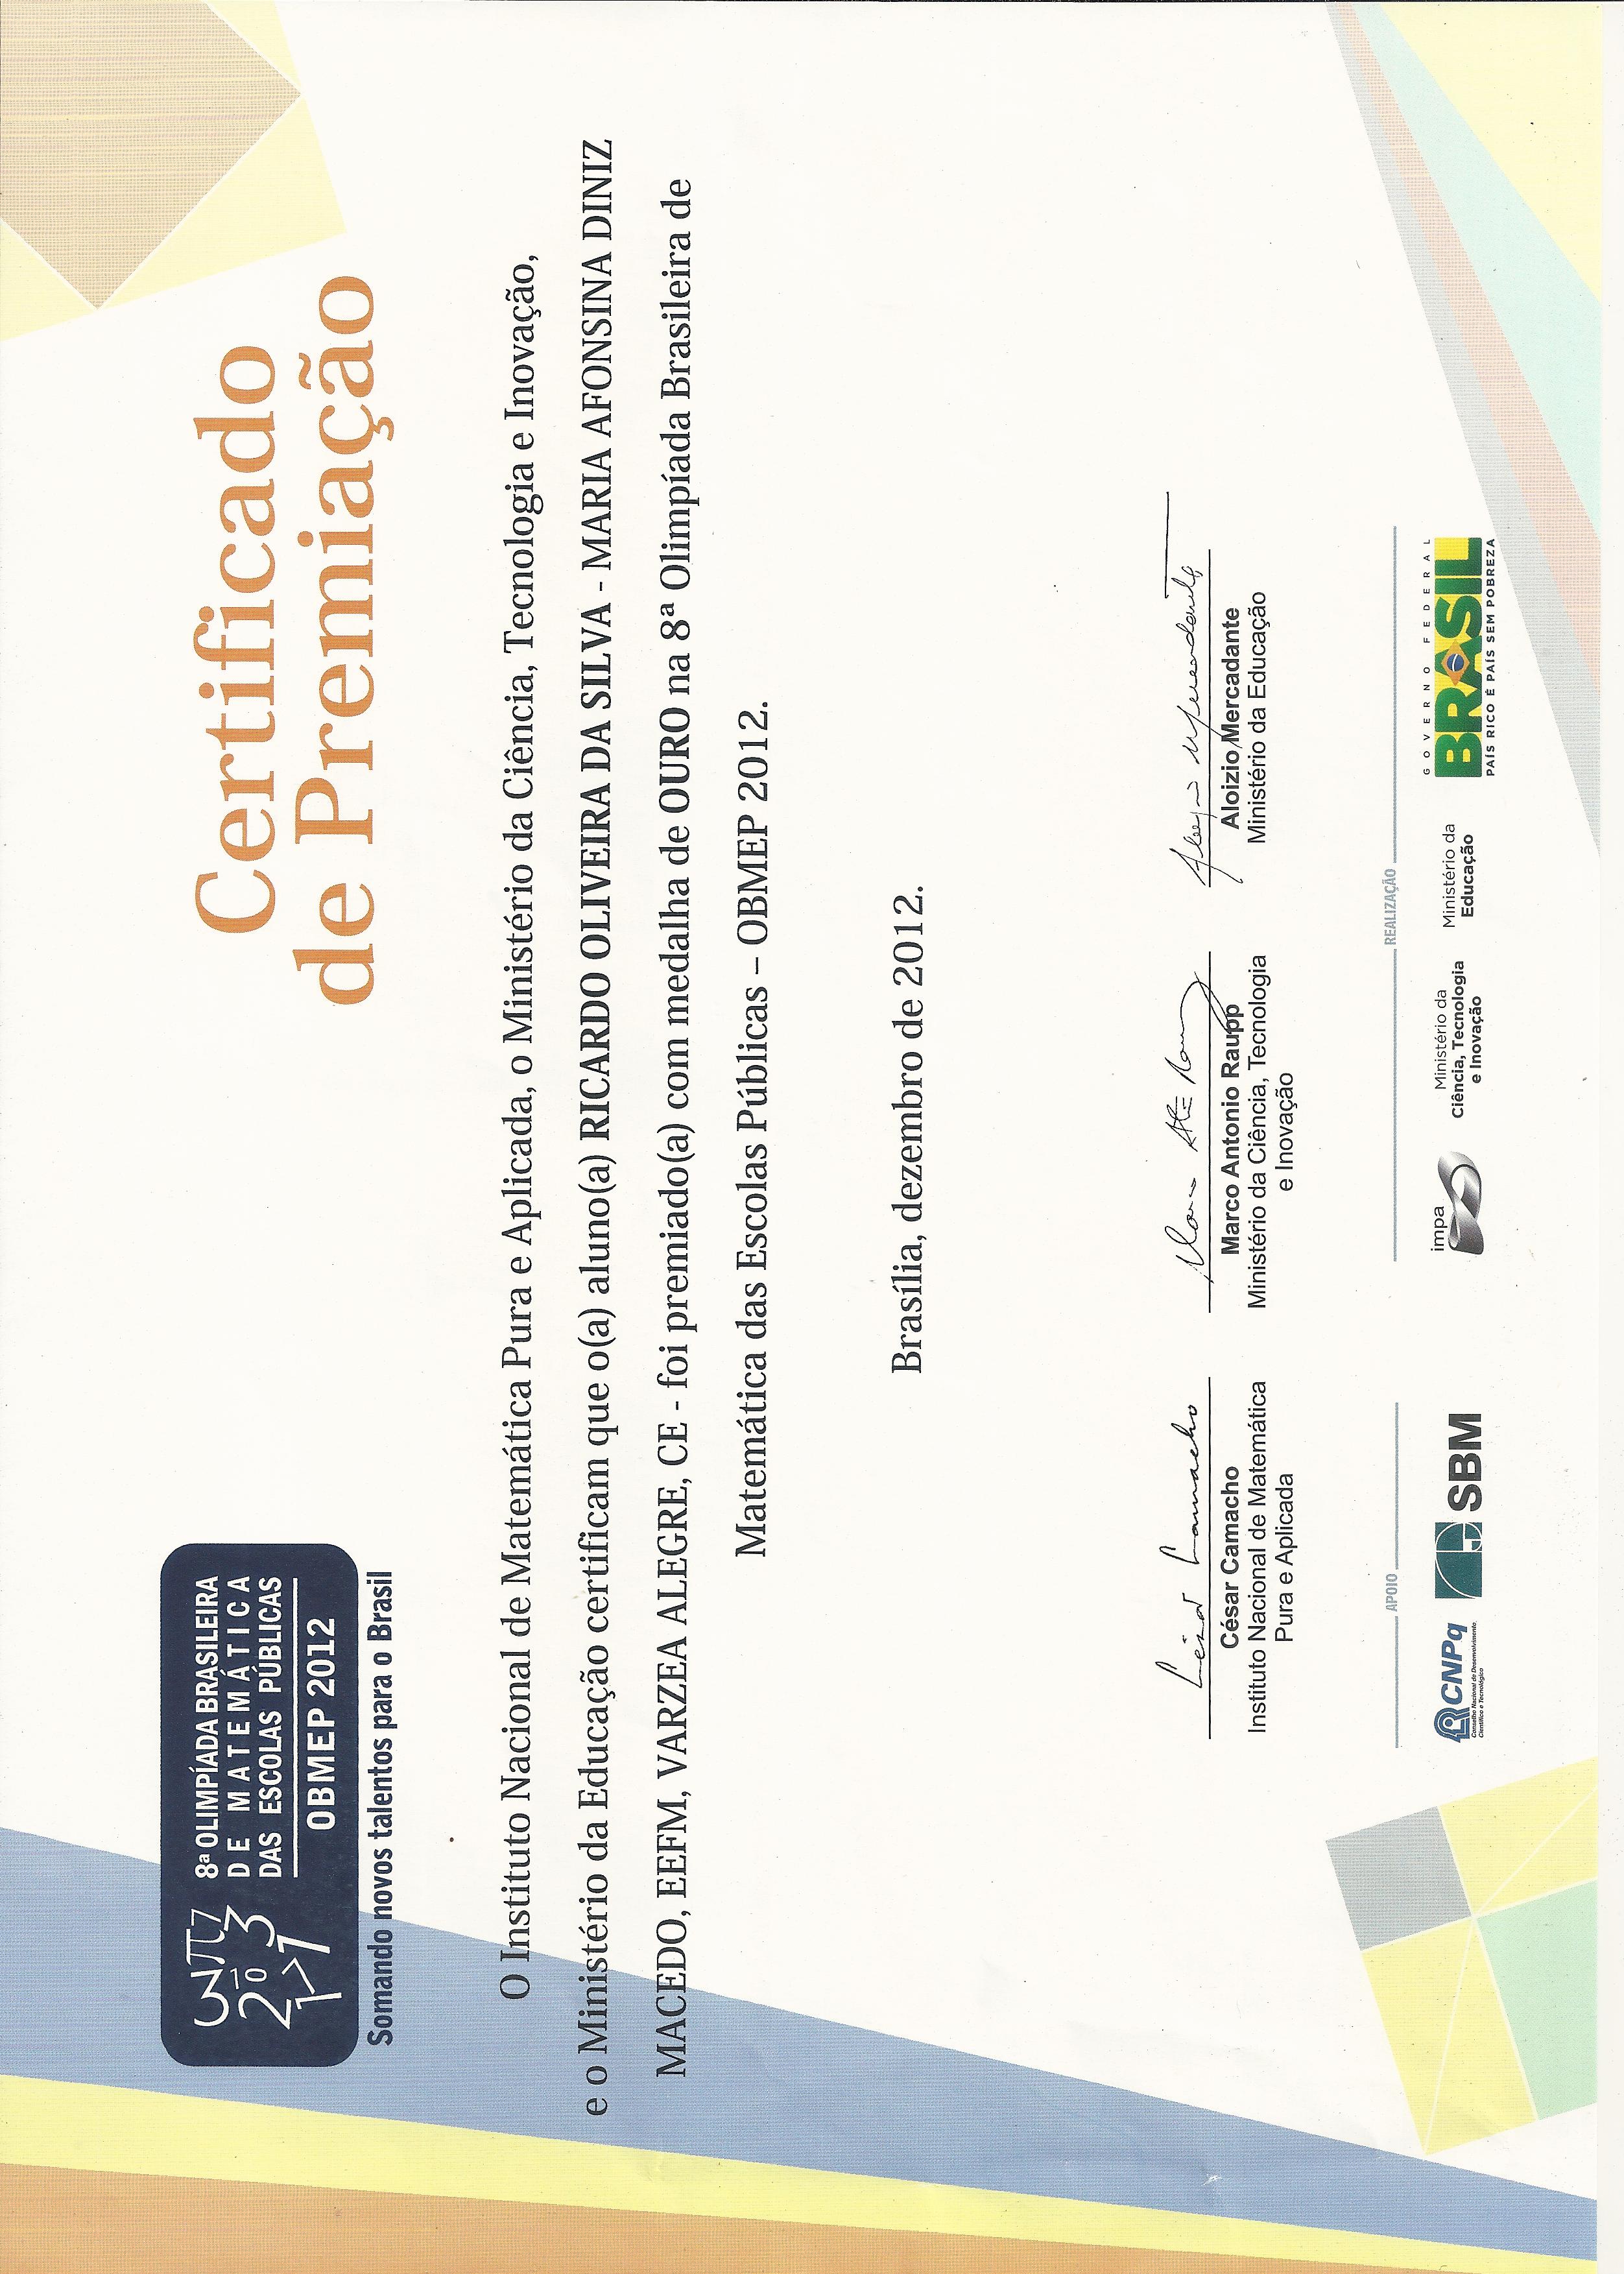 8ª OLIMPÍADA BRASILEIRA
DE MATEMÁTICA
DAS ESCOLAS PÚBLICAS
OBMEP 2012
Somando novos talentos para o Brasil
Certificado
de Premiação
O Instituto Nacional de Matemática Pura e Aplicada, o Ministério da Ciência, Tecnologia e Inovação,
e o Ministério da Educação certificam que o(a) aluno(a) RICARDO OLIVEIRA DA SILVA - MARIA AFONSINA DINIZ
MACEDO, EEFM, VARZEA ALEGRE, CE - foi premiado(a) com medalha de OURO na 8ª Olimpíada Brasileira de
Matemática das Escolas Públicas – OBMEP 2012.
Brasília, dezembro de 2012.
César Camacho
César Camacho
Instituto Nacional de Matemática
Pura e Aplicada
Marco Antonio Raupp
Ministério da Ciência, Tecnologia
e Inovação
Aloizio Mercadante
Ministério da Educação
APOIO
CNPq
Conselho Nacional de Desenvolvimento
Científico e Tecnológico
SBM
REALIZAÇÃO
impa
Ministério da
Ciência, Tecnologia
e Inovação
Ministério da
Educação
GOVERNO FEDERAL
BRASIL
PAÍS RICO É PAÍS SEM POBREZA